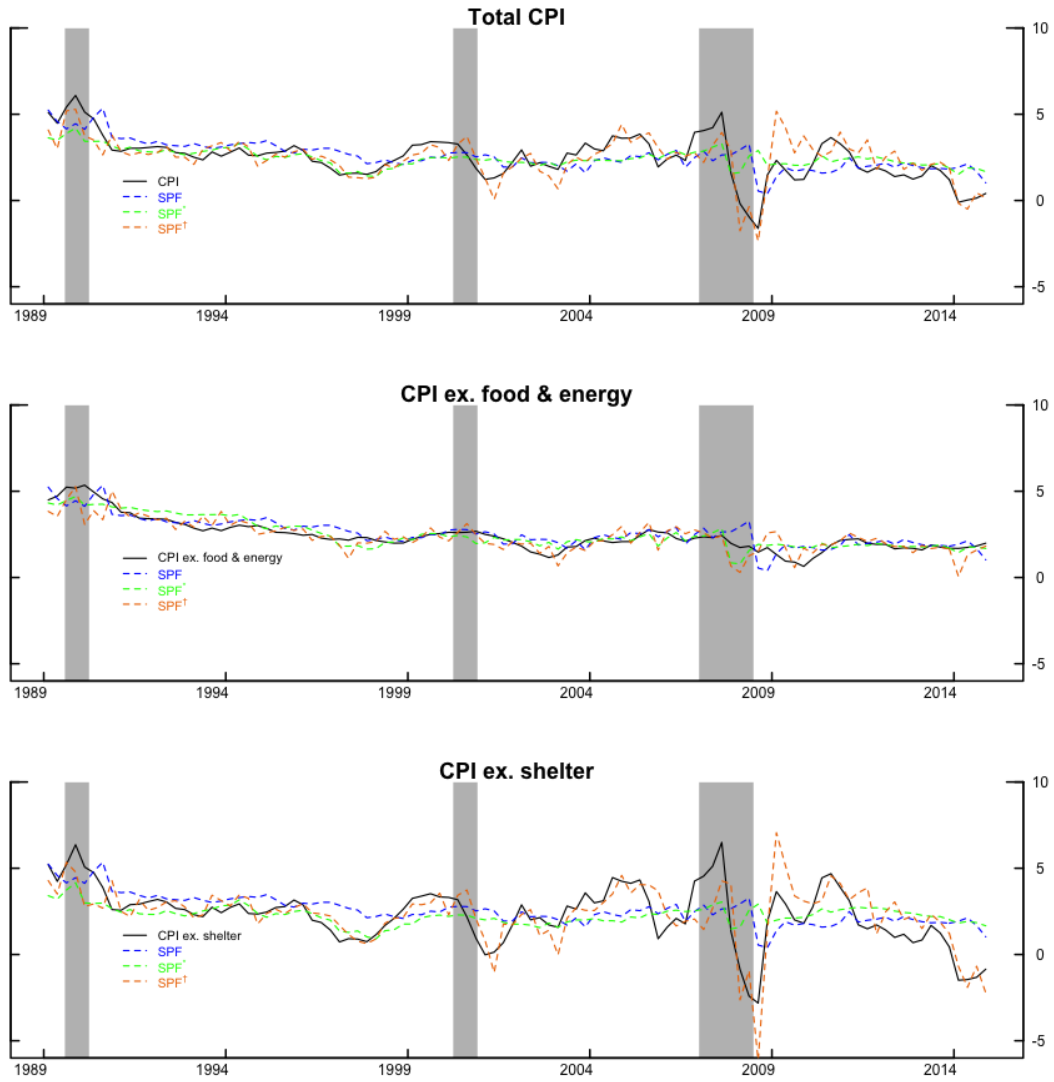 Total CPI
10
5
0
-5
CPI
SPF
SPF*
SPF†
1989 1994 1999 2004 2009 2014
CPI ex. food & energy
10
5
0
-5
CPI ex. food & energy
SPF
SPF*
SPF†
1989 1994 1999 2004 2009 2014
CPI ex. shelter
10
5
0
-5
CPI ex. shelter
SPF
SPF*
SPF†
1989 1994 1999 2004 2009 2014